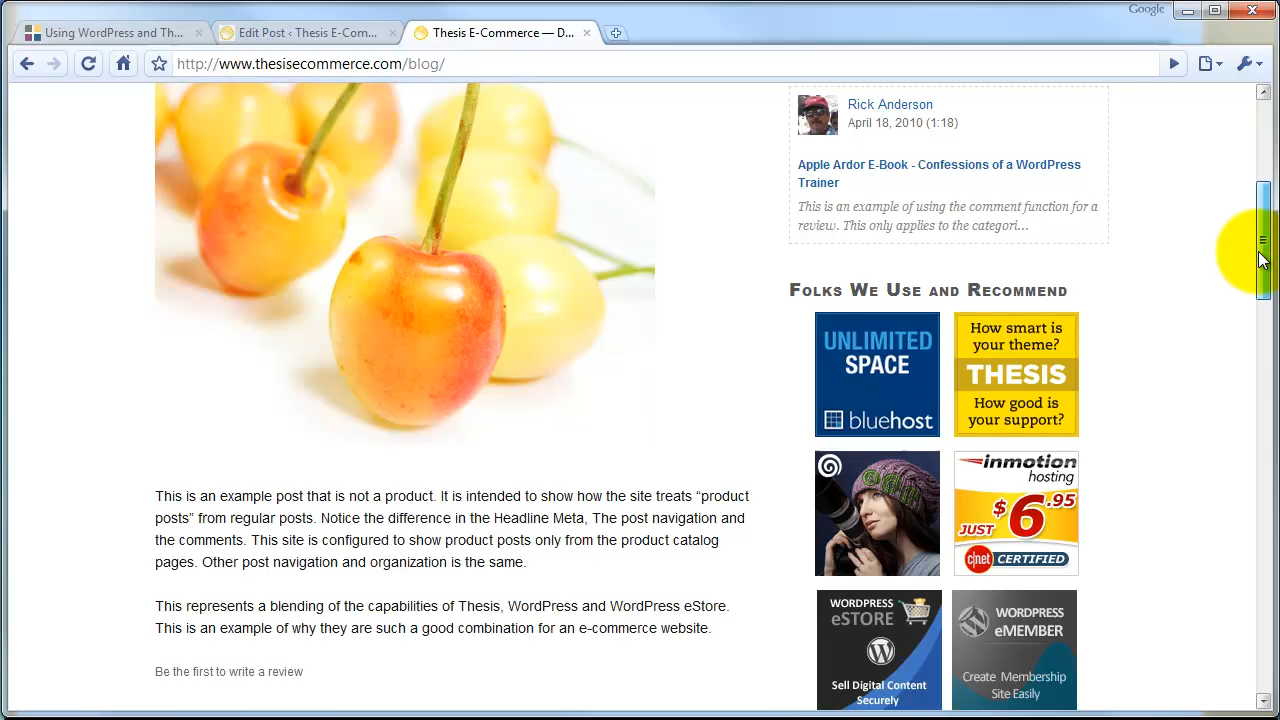 Google
Using WordPress and Th...
Edit Post ‹ Thesis E-Com...
Thesis E-Commerce — D...
http://www.thesisecommerce.com/blog/
Rick Anderson
April 18, 2010 (1:18)
Apple Ardor E-Book - Confessions of a WordPress
Trainer
This is an example of using the comment function for a
review. This only applies to the categori...
Folks We Use and Recommend
UNLIMITED
SPACE
bluehost
How smart is
your theme?
THESIS
How good is
your support?
inmotion
hosting
JUST $6.95
c|net CERTIFIED
This is an example post that is not a product. It is intended to show how the site treats “product
posts” from regular posts. Notice the difference in the Headline Meta, The post navigation and
the comments. The site is configured to show product posts only from the product catalog
pages. Other post navigation and organization is the same.
This represents a blending of the capabilities of Thesis, WordPress and WordPress eStore.
This is an example of why they are such a good combination for an e-commerce website.
Be the first to write a review
WORDPRESS
eSTORE
Sell Digital Content
Securely
WORDPRESS
eMEMBER
Create Membership
Site Easily